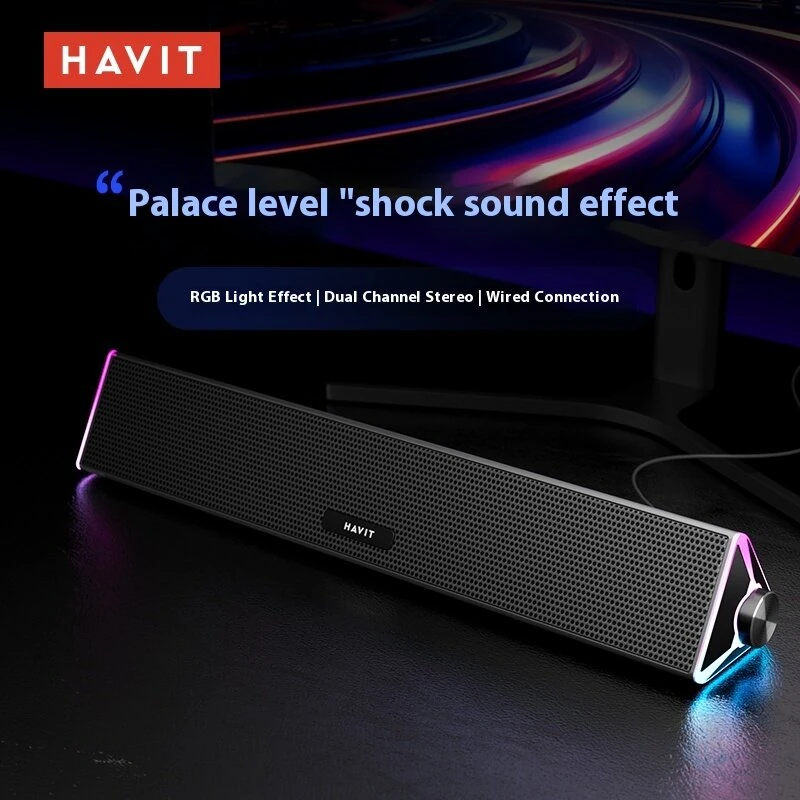 HAVIT
“Palace level "shock sound effect
RGB Light Effect | Dual Channel Stereo | Wired Connection
HAVIT